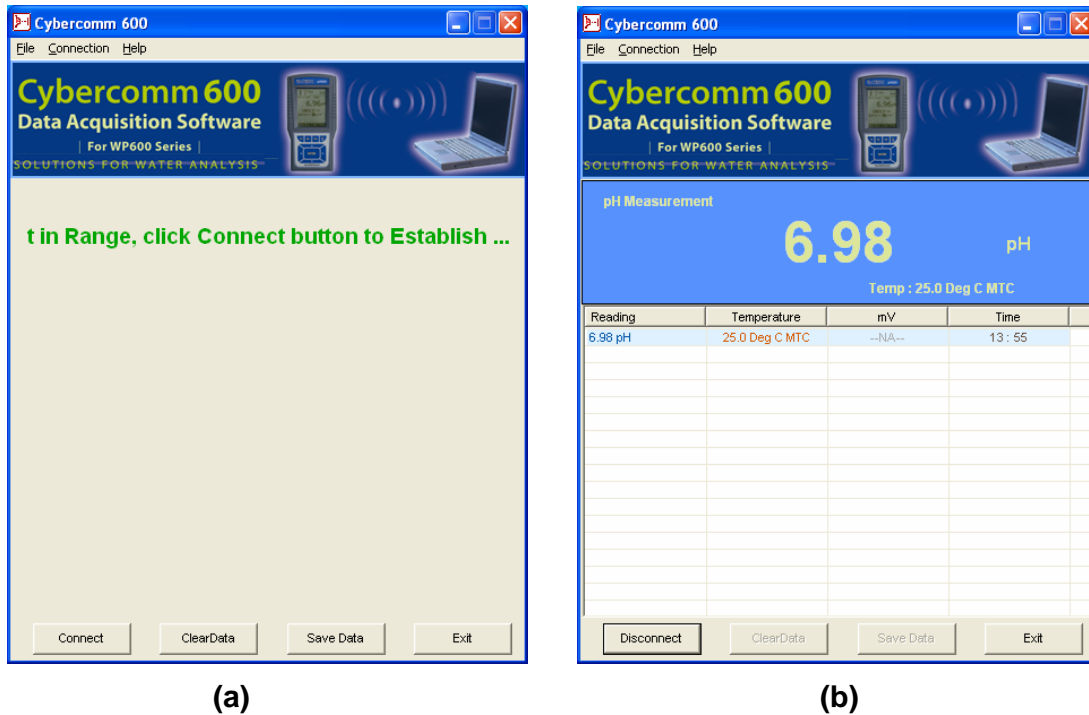 Cybercomm 600
File Connection Help
Cybercomm 600
Data Acquisition Software
| For WP600 Series |
SOLUTIONS FOR WATER ANALYSIS
t in Range, click Connect button to Establish ...
Connect ClearData Save Data Exit
(a)
Cybercomm 600
File Connection Help
Cybercomm 600
Data Acquisition Software
| For WP600 Series |
SOLUTIONS FOR WATER ANALYSIS
pH Measurement
6.98 pH
Temp : 25.0 Deg C MTC
Reading Temperature mV Time
6.98 pH 25.0 Deg C MTC --NA-- 13 : 55
Disconnect ClearData Save Data Exit
(b)